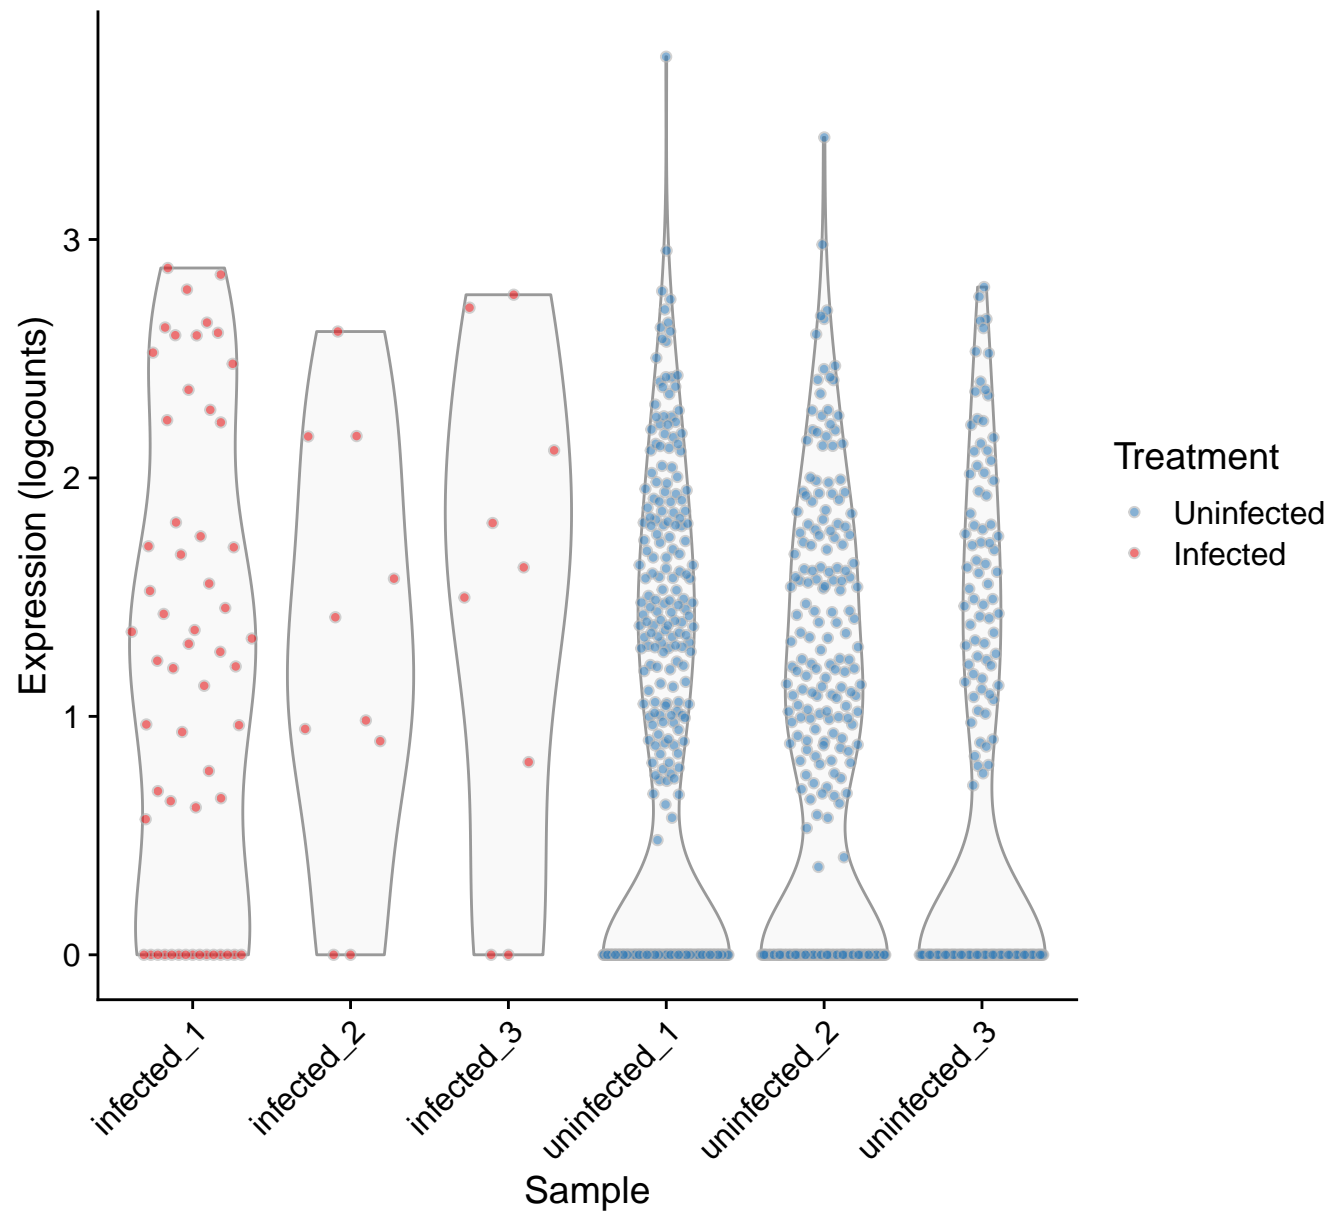 Expression (logcounts)
3
2
1
0
infected_1
infected_2
infected_3
uninfected_1
uninfected_2
uninfected_3
Sample
Treatment
Uninfected
Infected